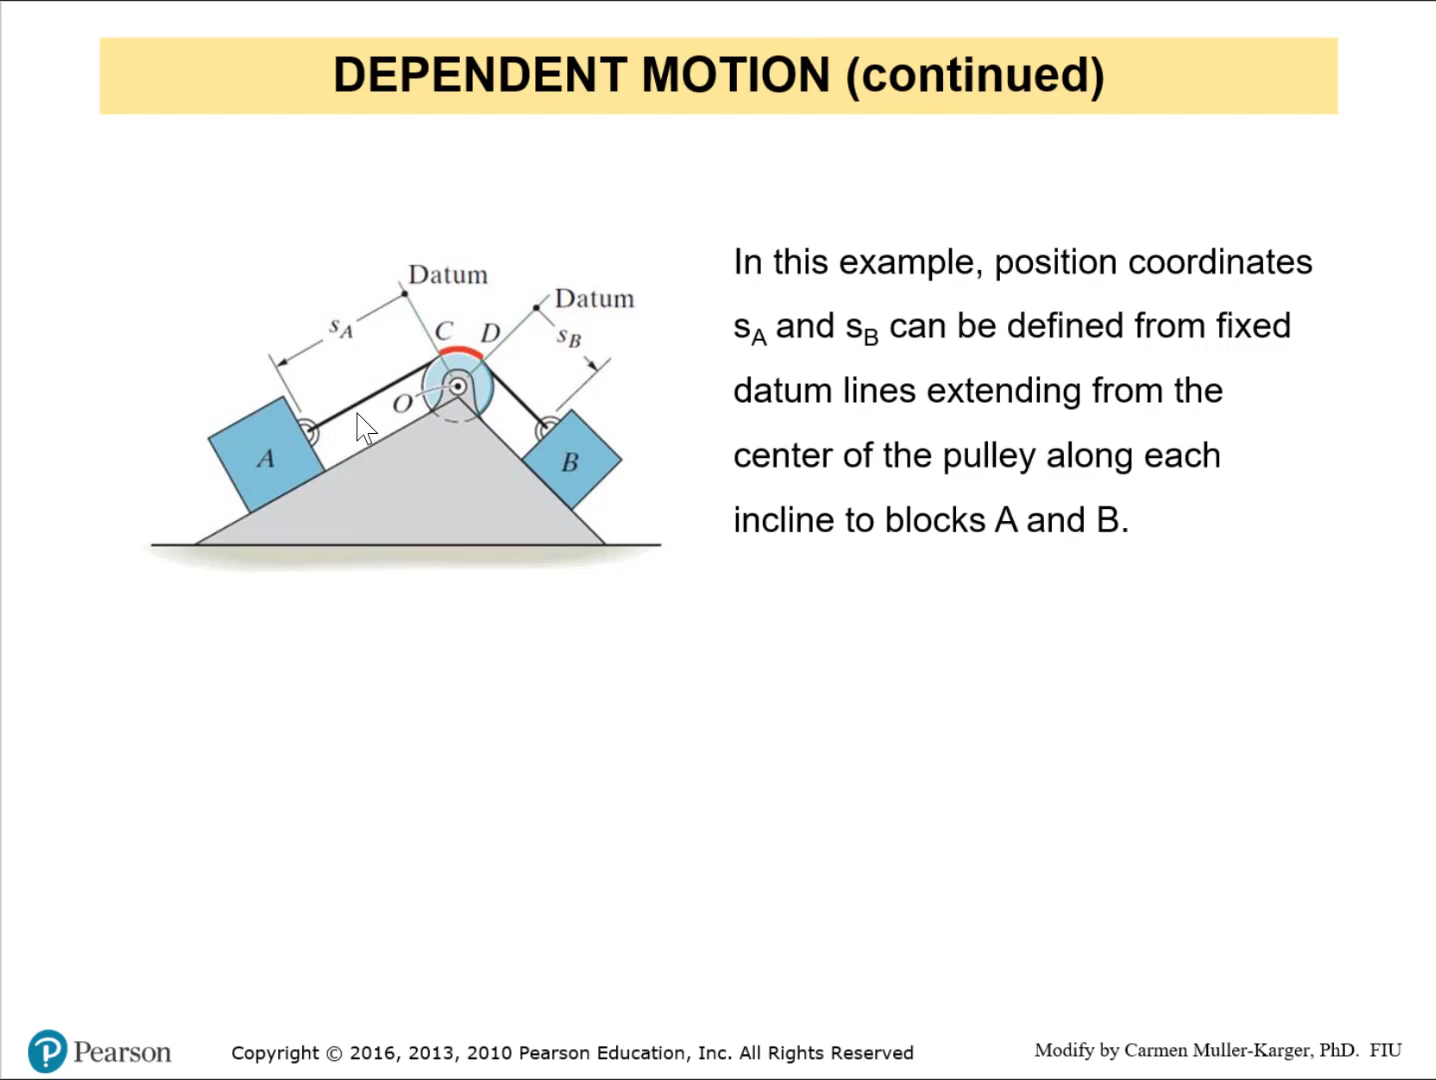 DEPENDENT MOTION (continued)
Datum
Datum
sA
C D
sB
O
A
B
In this example, position coordinates
sA and sB can be defined from fixed
datum lines extending from the
center of the pulley along each
incline to blocks A and B.
Pearson
Copyright © 2016, 2013, 2010 Pearson Education, Inc. All Rights Reserved
Modify by Carmen Muller-Karger, PhD. FIU